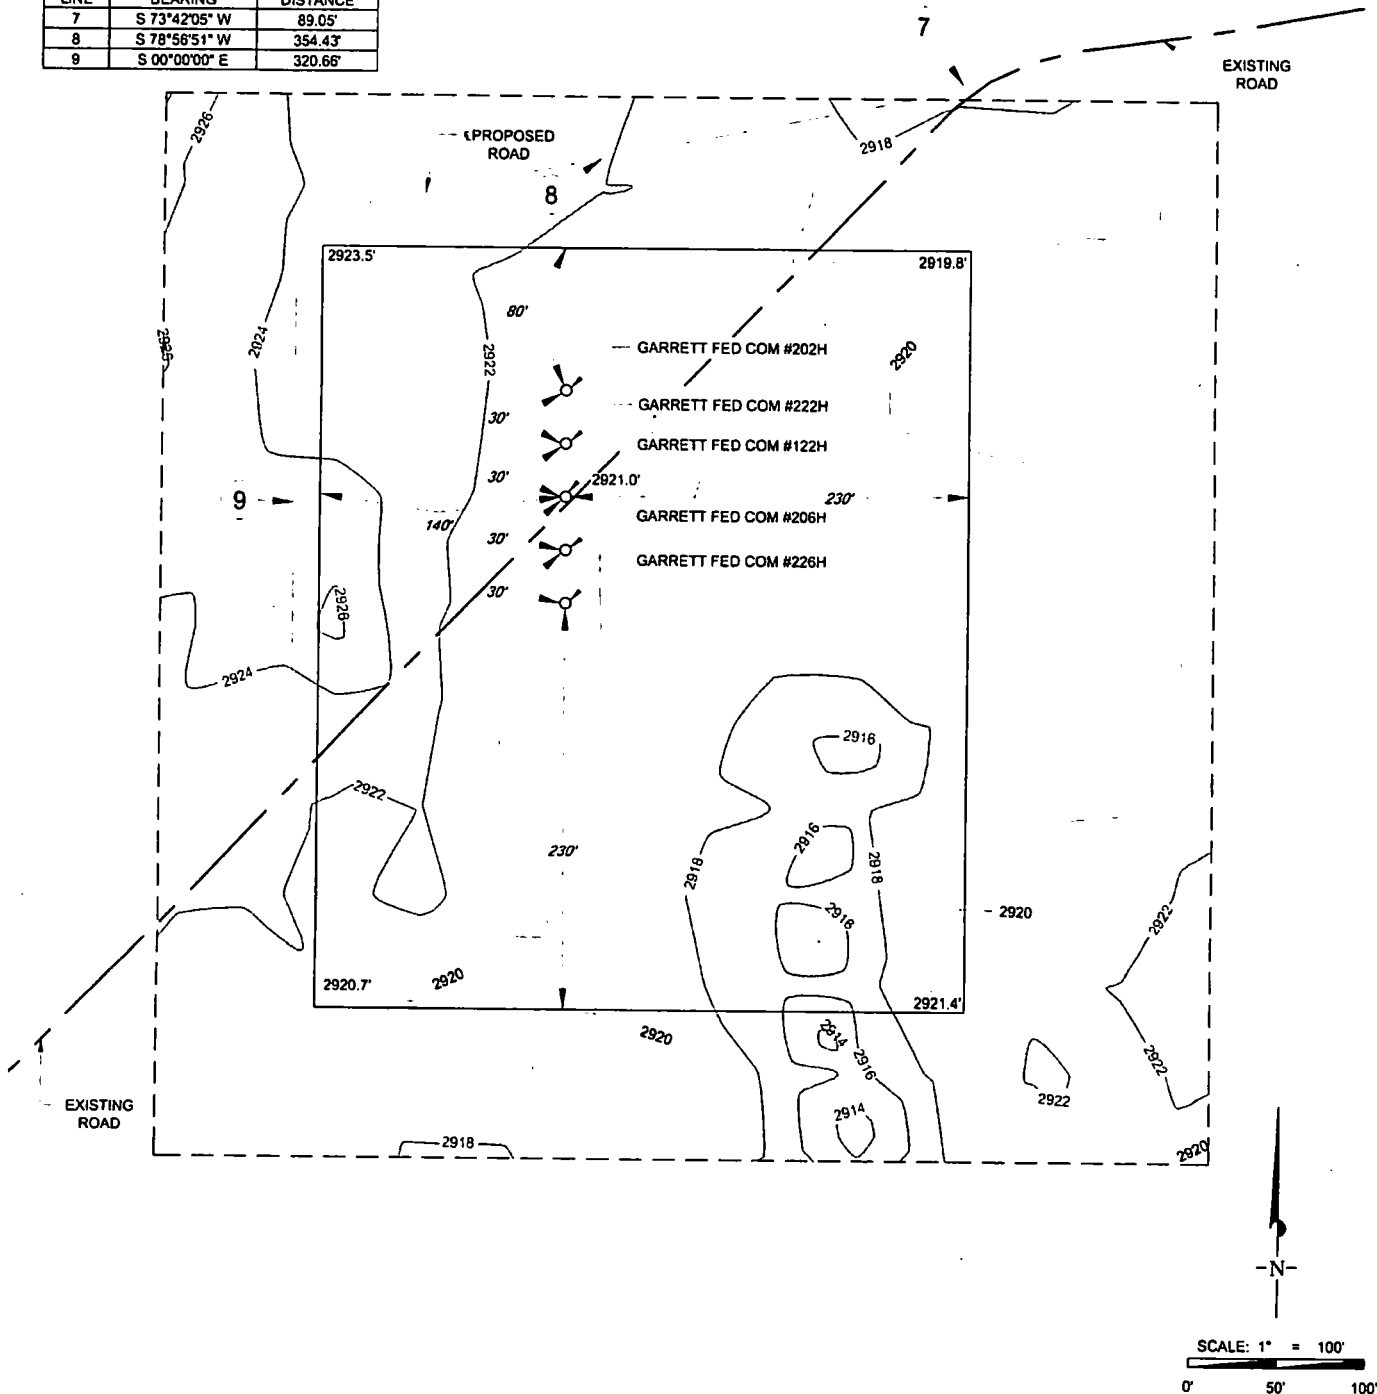 LINE BEARING DISTANCE
7 S 73°42'05" W 89.05'
8 S 78°56'51" W 354.43'
9 S 00°00'00" E 320.66'
7
EXISTING
ROAD
2926
PROPOSED
ROAD
2918
8
2923.5'
2919.8'
80'
2924
2922
GARRETT FED COM #202H
2920
GARRETT FED COM #222H
30'
GARRETT FED COM #122H
30'
2921.0'
9
230'
140'
GARRETT FED COM #206H
30'
GARRETT FED COM #226H
30'
2926
2924
2916
2922
2916
230'
2918
2918
2918
2920
2922
2920.7'
2920
2921.4'
2920
2914
2916
2922
2922
EXISTING
ROAD
2914
2918
2920
-N-
SCALE: 1" = 100'
0' 50' 100'